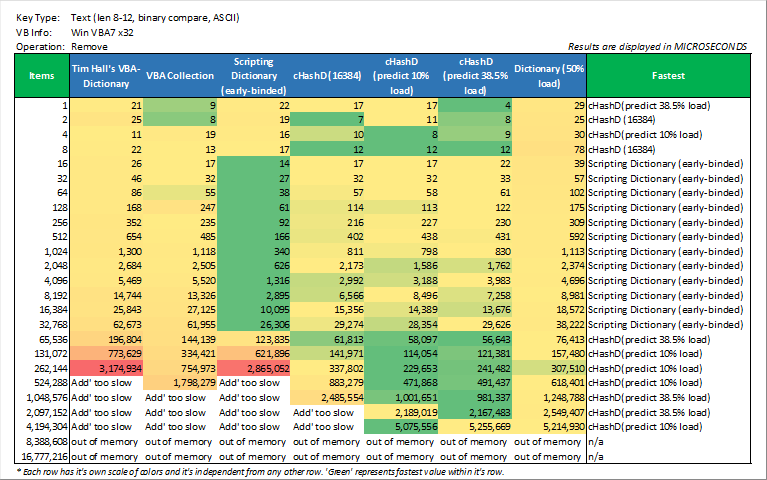 Key Type: Text (len 8-12, binary compare, ASCII)
VB Info: Win VBA7 x32
Operation: Remove
Results are displayed in MICROSECONDS
Items | Tim Hall's VBA-Dictionary | VBA Collection | Scripting Dictionary (early-binded) | cHashD (16384) | cHashD (predict 10% load) | cHashD (predict 38.5% load) | Dictionary (50% load) | Fastest
1 | 21 | 9 | 22 | 17 | 17 | 4 | 29 | cHashD(predict 38.5% load)
2 | 25 | 8 | 19 | 7 | 11 | 8 | 25 | cHashD (16384)
4 | 11 | 19 | 16 | 10 | 8 | 9 | 30 | cHashD(predict 10% load)
8 | 22 | 13 | 17 | 12 | 12 | 12 | 78 | cHashD (16384)
16 | 26 | 17 | 14 | 17 | 17 | 22 | 39 | Scripting Dictionary (early-binded)
32 | 46 | 32 | 27 | 32 | 32 | 33 | 57 | Scripting Dictionary (early-binded)
64 | 86 | 55 | 38 | 57 | 58 | 61 | 102 | Scripting Dictionary (early-binded)
128 | 168 | 247 | 61 | 114 | 113 | 122 | 175 | Scripting Dictionary (early-binded)
256 | 352 | 235 | 92 | 216 | 227 | 230 | 309 | Scripting Dictionary (early-binded)
512 | 654 | 485 | 166 | 402 | 438 | 431 | 592 | Scripting Dictionary (early-binded)
1,024 | 1,300 | 1,118 | 340 | 811 | 798 | 830 | 1,113 | Scripting Dictionary (early-binded)
2,048 | 2,684 | 2,505 | 626 | 2,173 | 1,586 | 1,762 | 2,374 | Scripting Dictionary (early-binded)
4,096 | 5,469 | 5,520 | 1,316 | 2,992 | 3,188 | 3,983 | 4,696 | Scripting Dictionary (early-binded)
8,192 | 14,744 | 13,326 | 2,895 | 6,566 | 8,496 | 7,258 | 8,981 | Scripting Dictionary (early-binded)
16,384 | 25,843 | 27,125 | 10,095 | 15,356 | 14,389 | 13,676 | 18,572 | Scripting Dictionary (early-binded)
32,768 | 62,673 | 61,955 | 26,306 | 29,274 | 28,354 | 29,626 | 38,222 | Scripting Dictionary (early-binded)
65,536 | 196,804 | 144,139 | 123,835 | 61,813 | 58,097 | 56,643 | 76,413 | cHashD(predict 38.5% load)
131,072 | 773,629 | 334,421 | 621,896 | 141,971 | 114,054 | 121,381 | 157,480 | cHashD(predict 10% load)
262,144 | 3,174,934 | 754,973 | 2,865,052 | 337,802 | 229,653 | 241,482 | 307,510 | cHashD(predict 10% load)
524,288 | Add' too slow | 1,798,279 | Add' too slow | 883,279 | 471,868 | 491,437 | 618,401 | cHashD(predict 10% load)
1,048,576 | Add' too slow | Add' too slow | Add' too slow | 2,485,554 | 1,001,651 | 981,337 | 1,248,788 | cHashD(predict 38.5% load)
2,097,152 | Add' too slow | Add' too slow | Add' too slow | Add' too slow | 2,189,019 | 2,167,483 | 2,549,407 | cHashD(predict 38.5% load)
4,194,304 | Add' too slow | Add' too slow | Add' too slow | Add' too slow | 5,075,556 | 5,255,669 | 5,214,930 | cHashD(predict 10% load)
8,388,608 | out of memory | out of memory | out of memory | out of memory | out of memory | out of memory | out of memory | n/a
16,777,216 | out of memory | out of memory | out of memory | out of memory | out of memory | out of memory | out of memory | n/a
* Each row has it's own scale of colors and it's independent from any other row. 'Green' represents fastest value within it's row.